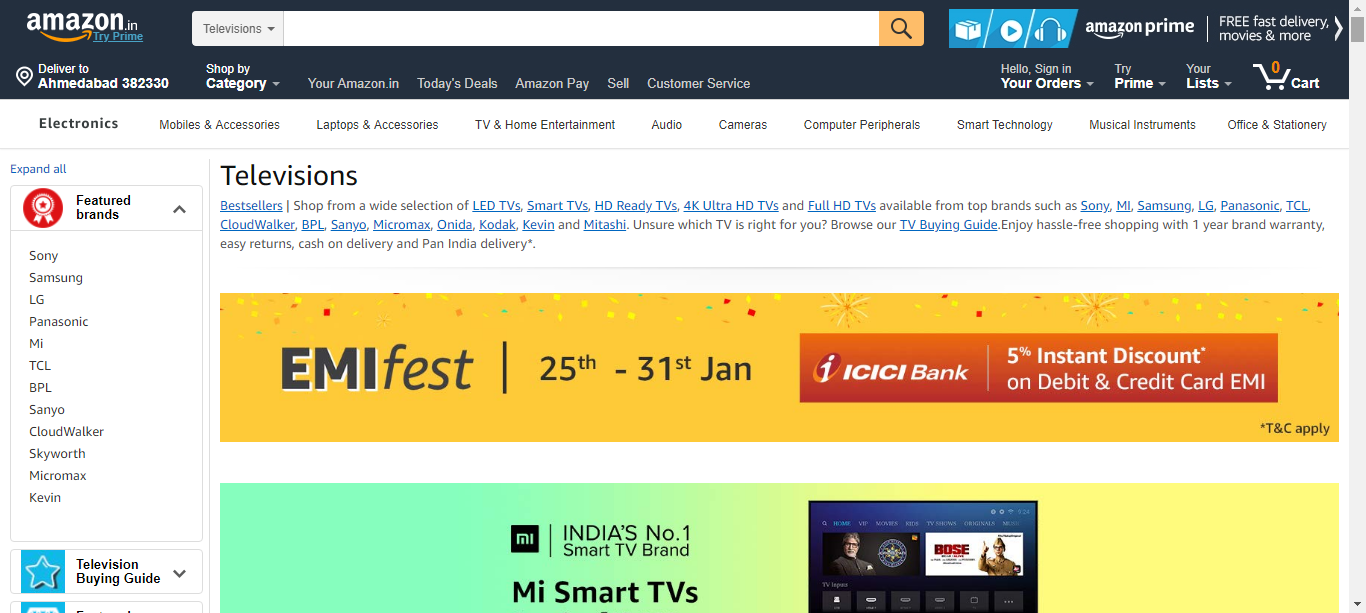 amazon.in
Try Prime
Televisions
amazon prime
FREE fast delivery,
movies & more
Deliver to
Ahmedabad 382330
Shop by
Category
Your Amazon.in
Today's Deals
Amazon Pay
Sell
Customer Service
Hello, Sign in
Your Orders
Try
Prime
Your
Lists
0
Cart
Electronics
Mobiles & Accessories
Laptops & Accessories
TV & Home Entertainment
Audio
Cameras
Computer Peripherals
Smart Technology
Musical Instruments
Office & Stationery
Expand all
Featured
brands
Sony
Samsung
LG
Panasonic
Mi
TCL
BPL
Sanyo
CloudWalker
Skyworth
Micromax
Kevin
Television
Buying Guide
Televisions
Bestsellers | Shop from a wide selection of LED TVs, Smart TVs, HD Ready TVs, 4K Ultra HD TVs and Full HD TVs available from top brands such as Sony, MI, Samsung, LG, Panasonic, TCL,
CloudWalker, BPL, Sanyo, Micromax, Onida, Kodak, Kevin and Mitashi. Unsure which TV is right for you? Browse our TV Buying Guide.Enjoy hassle-free shopping with 1 year brand warranty,
easy returns, cash on delivery and Pan India delivery*.
EMIfest
25th - 31st Jan
ICICI Bank
5% Instant Discount*
on Debit & Credit Card EMI
*T&C apply
mi
INDIA'S No.1
Smart TV Brand
Mi Smart TVs
HOME VIP MOVIES KIDS TV SHOWS ORIGINALS
BOSE
TV Inputs